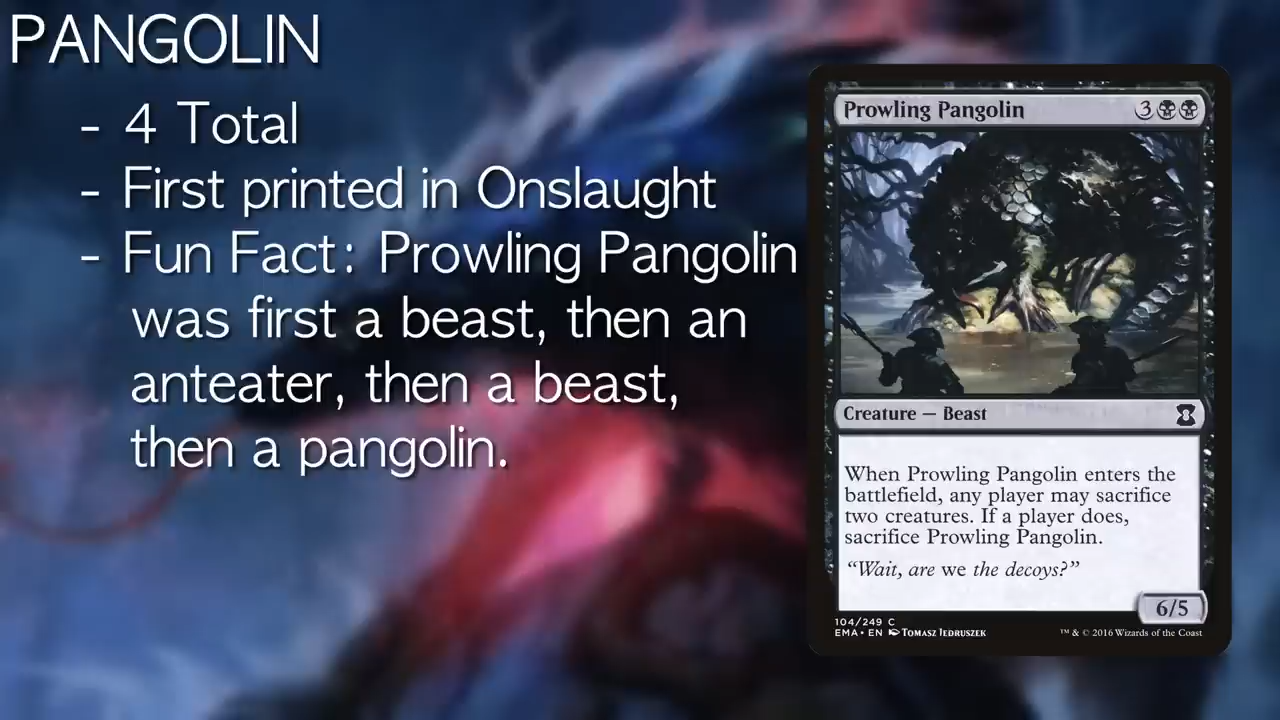 PANGOLIN
- 4 Total
- First printed in Onslaught
- Fun Fact: Prowling Pangolin
was first a beast, then an
anteater, then a beast,
then a pangolin.
Prowling Pangolin 3
Creature — Beast
When Prowling Pangolin enters the
battlefield, any player may sacrifice
two creatures. If a player does,
sacrifice Prowling Pangolin.
“Wait, are we the decoys?”
6/5
104/249 C
EMA • EN Tomasz Jedruszek
™ & © 2016 Wizards of the Coast